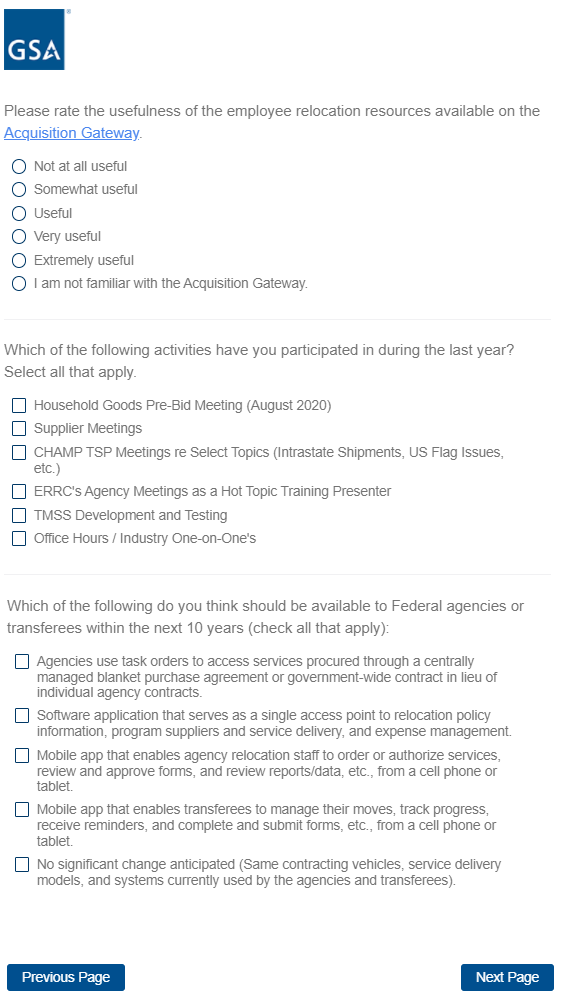 GSA
Please rate the usefulness of the employee relocation resources available on the
Acquisition Gateway.
Not at all useful
Somewhat useful
Useful
Very useful
Extremely useful
I am not familiar with the Acquisition Gateway.
Which of the following activities have you participated in during the last year?
Select all that apply.
Household Goods Pre-Bid Meeting (August 2020)
Supplier Meetings
CHAMP TSP Meetings re Select Topics (Intrastate Shipments, US Flag Issues,
etc.)
ERRC's Agency Meetings as a Hot Topic Training Presenter
TMSS Development and Testing
Office Hours / Industry One-on-One's
Which of the following do you think should be available to Federal agencies or
transferees within the next 10 years (check all that apply):
Agencies use task orders to access services procured through a centrally
managed blanket purchase agreement or government-wide contract in lieu of
individual agency contracts.
Software application that serves as a single access point to relocation policy
information, program suppliers and service delivery, and expense management.
Mobile app that enables agency relocation staff to order or authorize services,
review and approve forms, and review reports/data, etc., from a cell phone or
tablet.
Mobile app that enables transferees to manage their moves, track progress,
receive reminders, and complete and submit forms, etc., from a cell phone or
tablet.
No significant change anticipated (Same contracting vehicles, service delivery
models, and systems currently used by the agencies and transferees).
Previous Page
Next Page